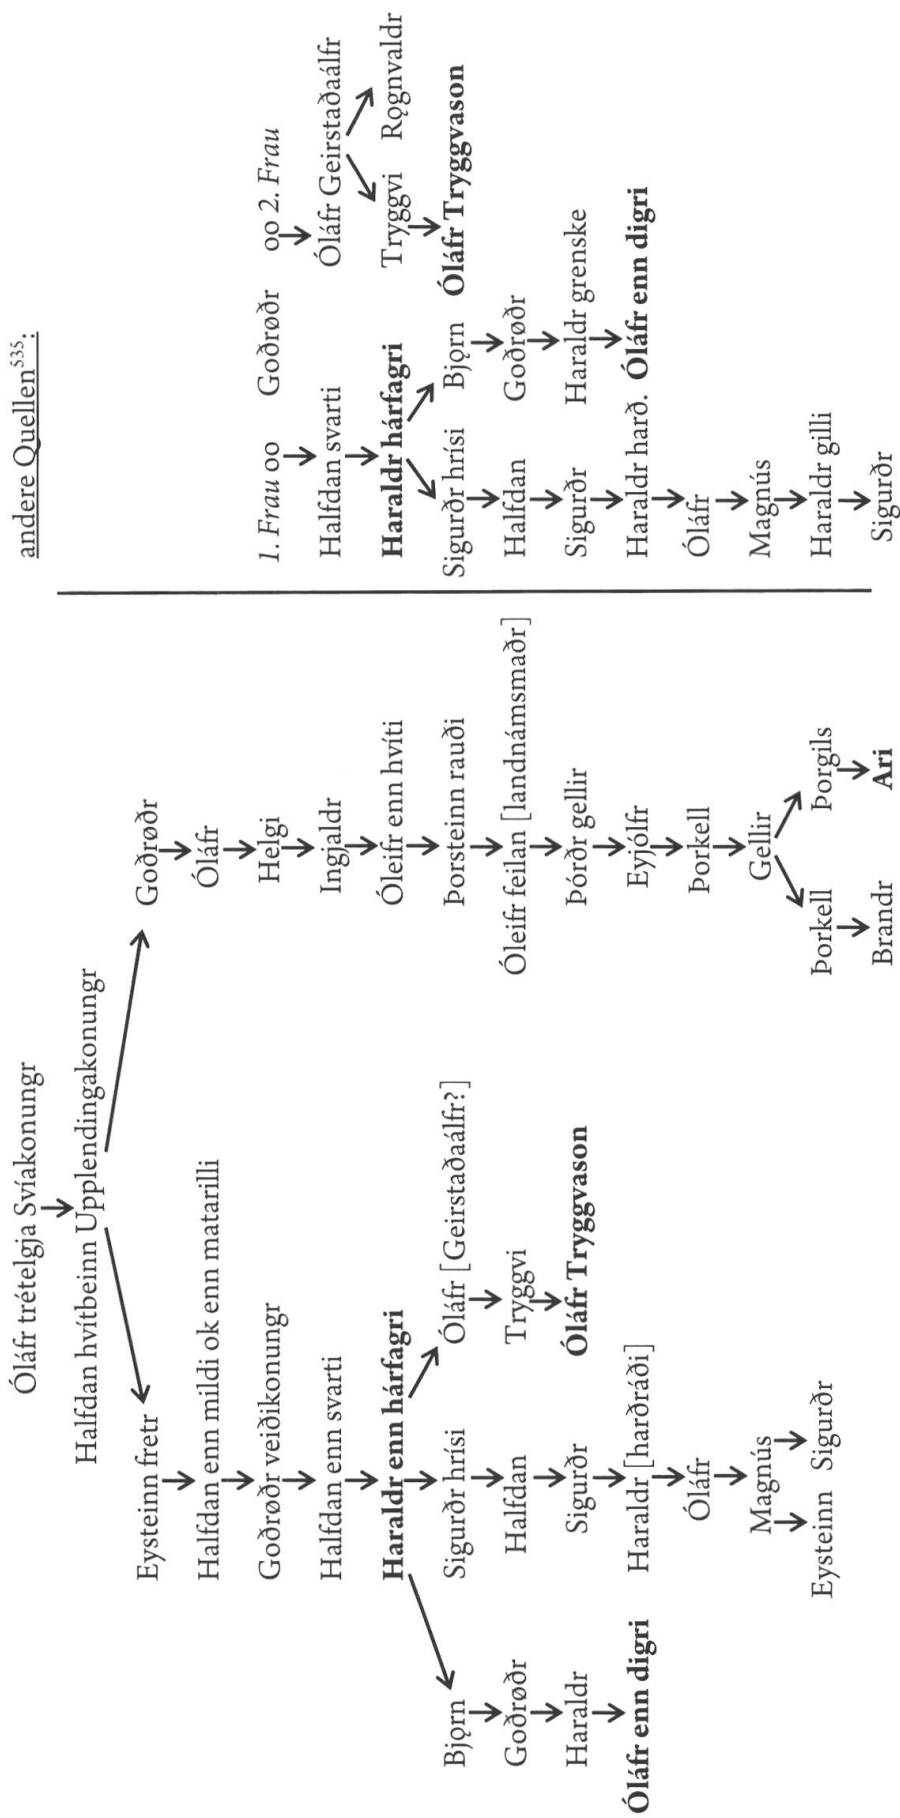 Óláfr trételgja Svíakonungr
Halfdan hvítbeinn Upplendingakonungr
Eysteinn fretr Goðrøðr
Halfdan enn mildi ok enn matarilli Óláfr
Goðrøðr veiðikonungr Helgi
Halfdan enn svarti Ingjaldr
Haraldr enn hárfagri Óleifr enn hvíti
Bjǫrn Sigurðr hrísi Óláfr [Geirstaðaálfr?] Þorsteinn rauði
Goðrøðr Halfdan Tryggvi Óleifr feilan [landnámsmaðr]
Haraldr Sigurðr Óláfr Tryggvason Þórðr gellir
Óláfr enn digri Haraldr [harðráði] Eyjólfr
Óláfr Þorkell
Magnús Gellir
Eysteinn Sigurðr Þorkell Þorgils
Brandr Ari
andere Quellen535:
1. Frau oo Goðrøðr oo 2. Frau
Halfdan svarti Óláfr Geirstaðaálfr
Haraldr hárfagri Tryggvi Rǫgnvaldr
Sigurðr hrísi Bjǫrn Óláfr Tryggvason
Halfdan Goðrøðr
Sigurðr Haraldr grenske
Haraldr harð. Óláfr enn digri
Óláfr
Magnús
Haraldr gilli
Sigurðr